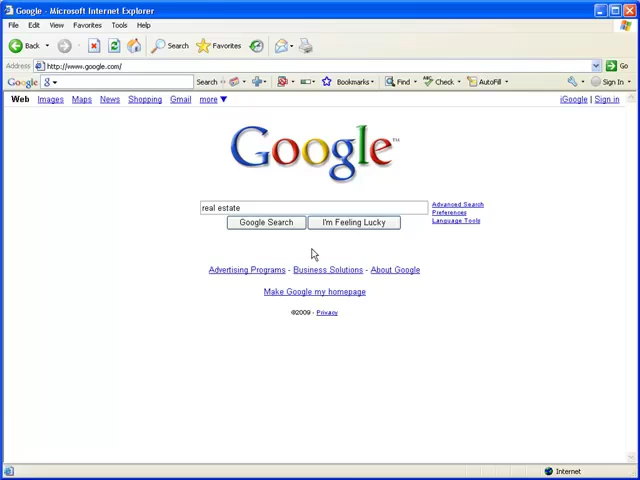 Google - Microsoft Internet Explorer
File Edit View Favorites Tools Help
Back Search Favorites
Address http://www.google.com/ Go
Google Search Bookmarks Find Check AutoFill Sign In
Web Images Maps News Shopping Gmail more ▼ iGoogle | Sign in
Google™
real estate
Advanced Search
Preferences
Language Tools
Google Search I'm Feeling Lucky
Advertising Programs - Business Solutions - About Google
Make Google my homepage
©2009 - Privacy
Internet